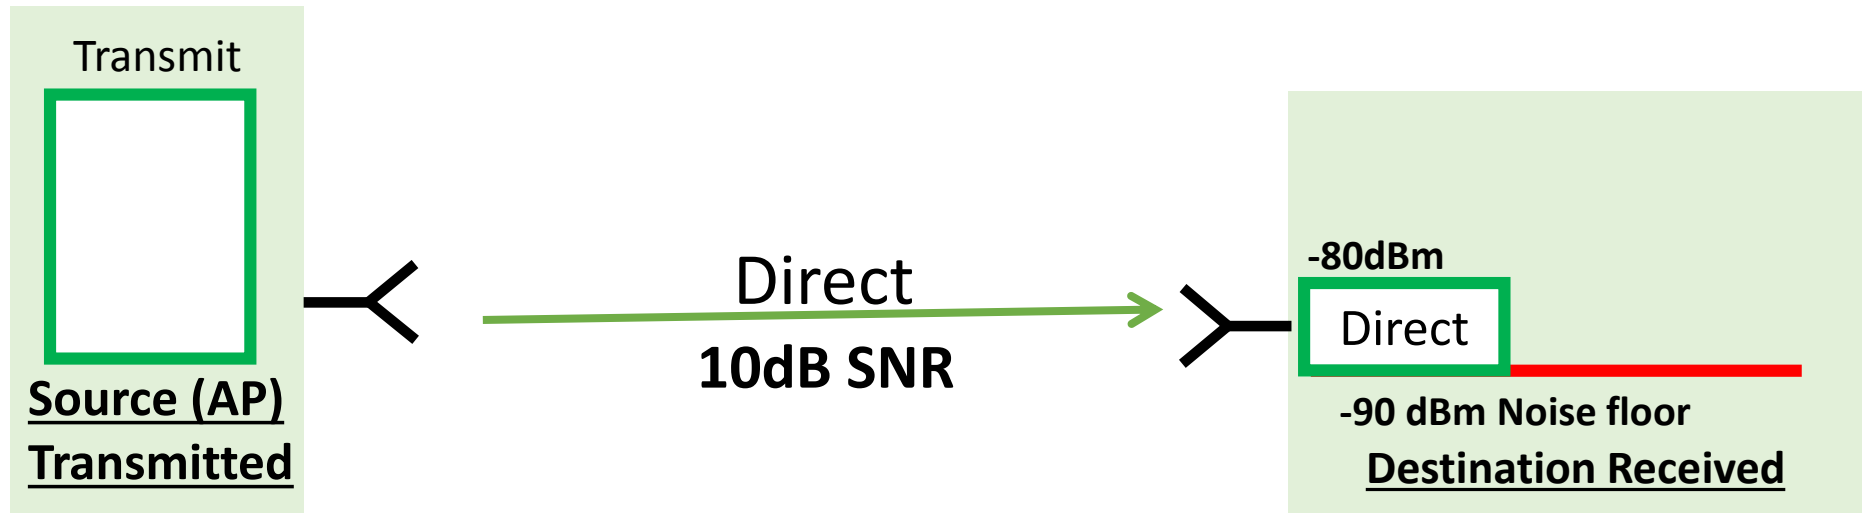 Transmit
Source (AP)
Transmitted
Direct
10dB SNR
-80dBm
Direct
-90 dBm Noise floor
Destination Received